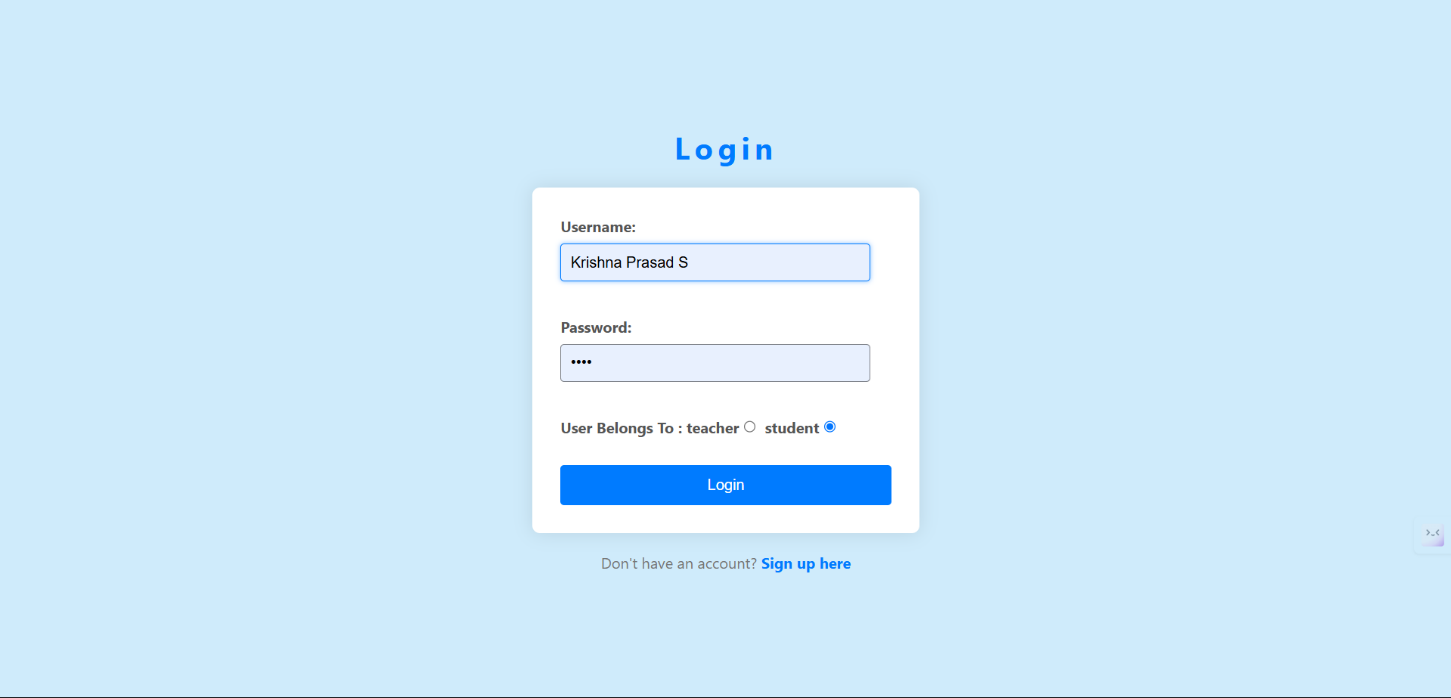 Login
Username:
Krishna Prasad S
Password:
••••
User Belongs To : teacher student
Login
Don't have an account? Sign up here